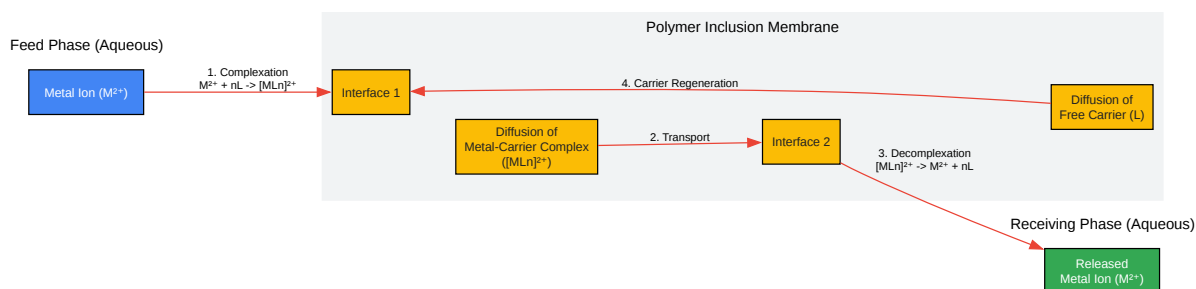 Polymer Inclusion Membrane
Feed Phase (Aqueous)
Metal Ion (M²⁺)
1. Complexation
M²⁺ + nL -> [MLn]²⁺
Interface 1
4. Carrier Regeneration
Diffusion of
Free Carrier (L)
Diffusion of
Metal-Carrier Complex
([MLn]²⁺)
2. Transport
Interface 2
3. Decomplexation
[MLn]²⁺ -> M²⁺ + nL
Receiving Phase (Aqueous)
Released
Metal Ion (M²⁺)